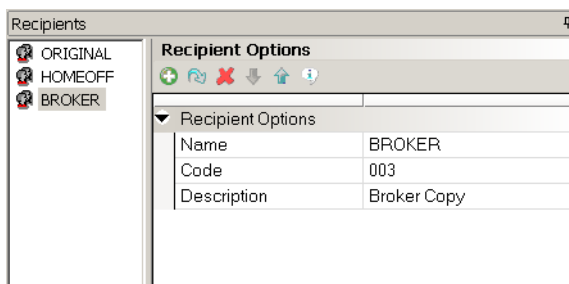 Recipients
ORIGINAL
HOMEOFF
BROKER
Recipient Options
Recipient Options
Name BROKER
Code 003
Description Broker Copy